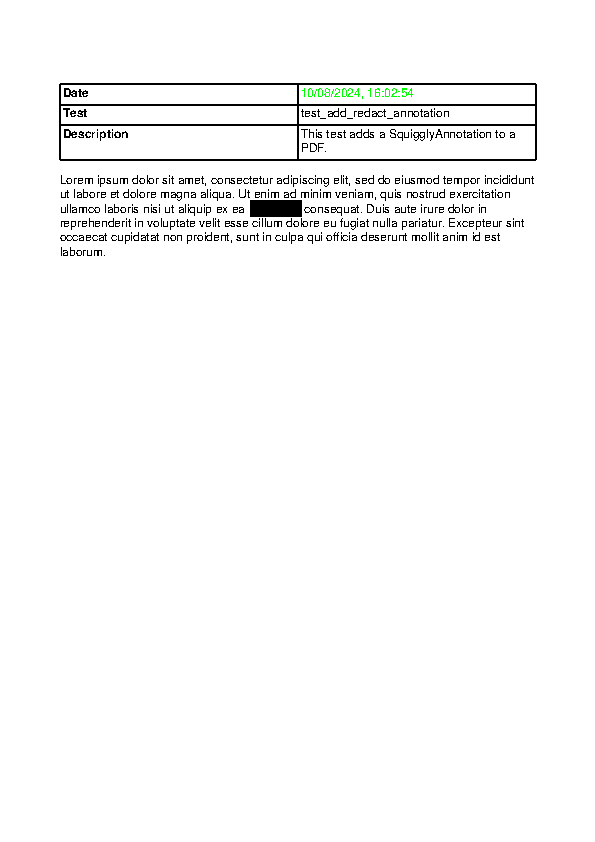 Date 10/08/2024, 16:02:54
Test test_add_redact_annotation
Description This test adds a SquigglyAnnotation to a
PDF.
Lorem ipsum dolor sit amet, consectetur adipiscing elit, sed do eiusmod tempor incididunt
ut labore et dolore magna aliqua. Ut enim ad minim veniam, quis nostrud exercitation
ullamco laboris nisi ut aliquip ex ea consequat. Duis aute irure dolor in
reprehenderit in voluptate velit esse cillum dolore eu fugiat nulla pariatur. Excepteur sint
occaecat cupidatat non proident, sunt in culpa qui officia deserunt mollit anim id est
laborum.